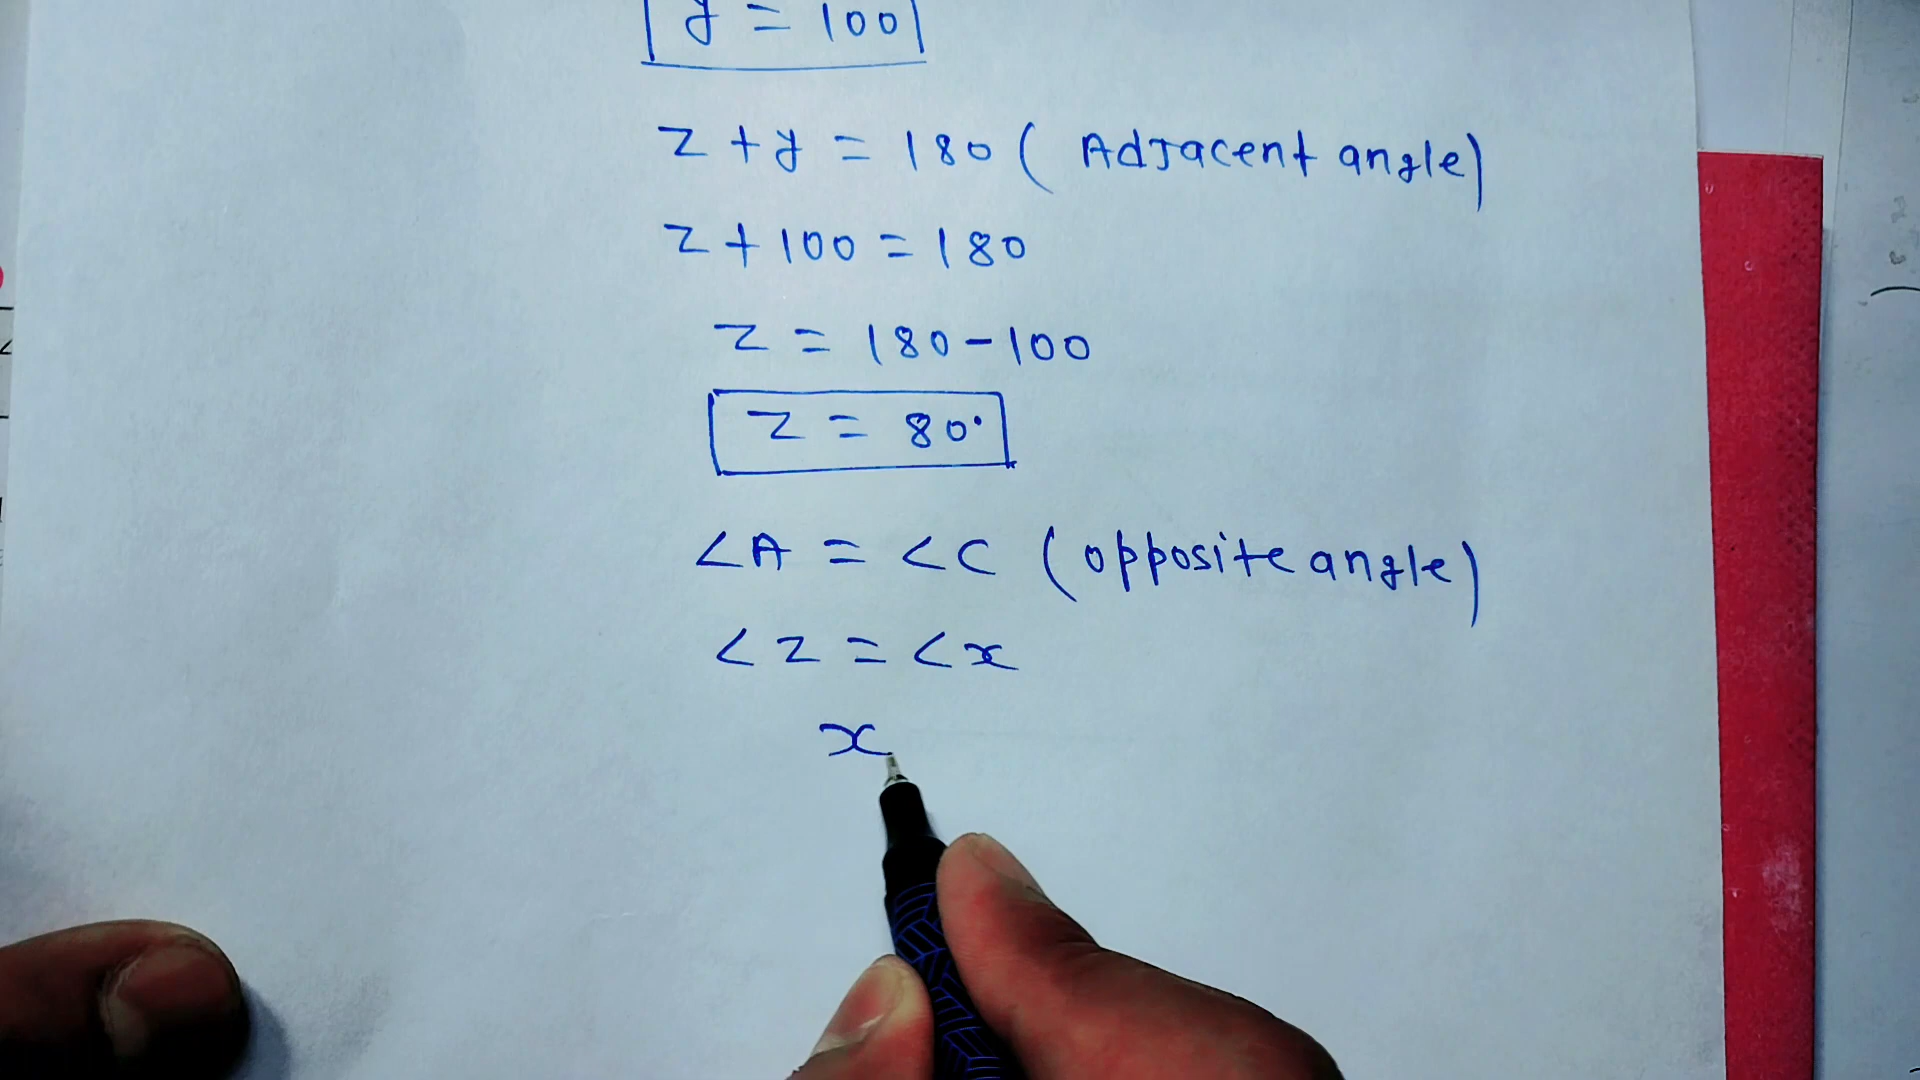 y = 100
z + y = 180 ( Adjacent angle)
z + 100 = 180
z = 180 - 100
z = 80°
∠A = ∠C (opposite angle)
∠z = ∠x
x